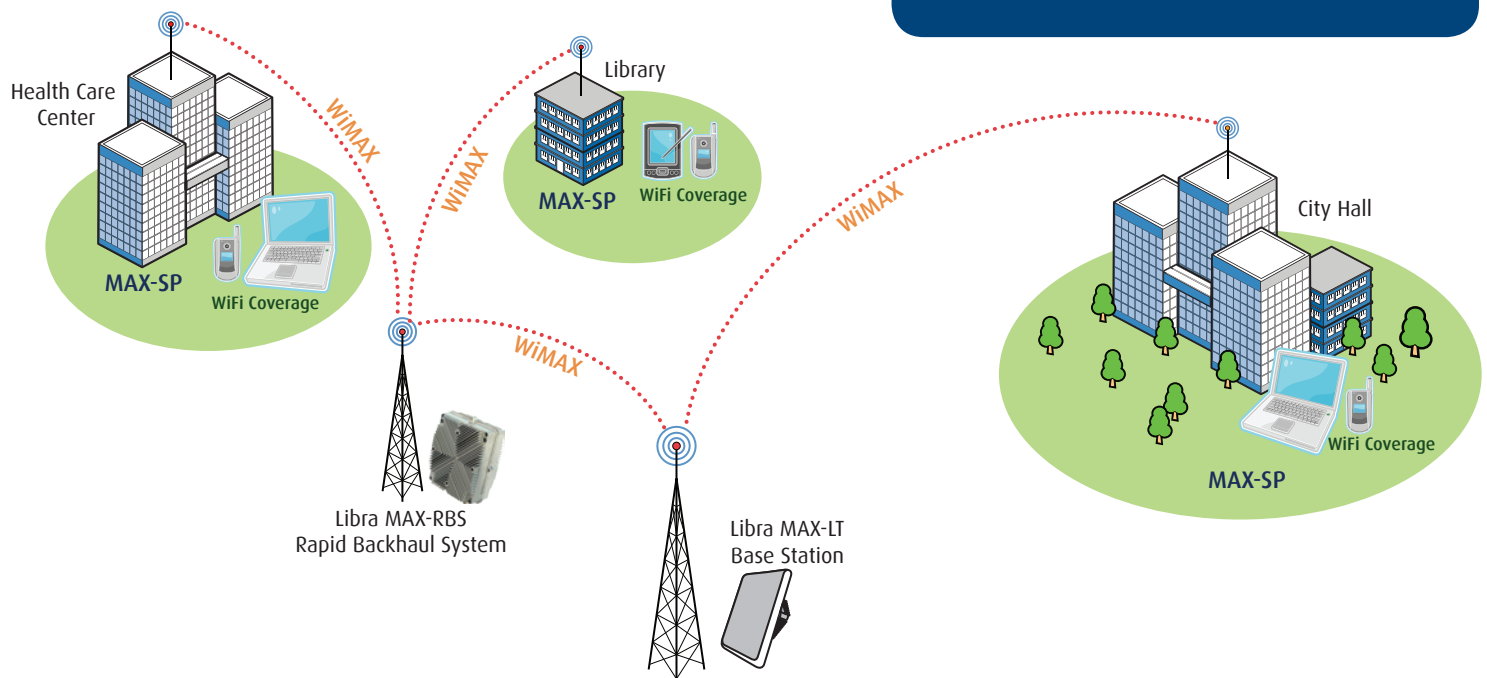 Health Care
Center
WiMAX
MAX-SP
WiFi Coverage
Library
WiMAX
MAX-SP
WiFi Coverage
WiMAX
City Hall
WiFi Coverage
MAX-SP
WiMAX
Libra MAX-RBS
Rapid Backhaul System
Libra MAX-LT
Base Station